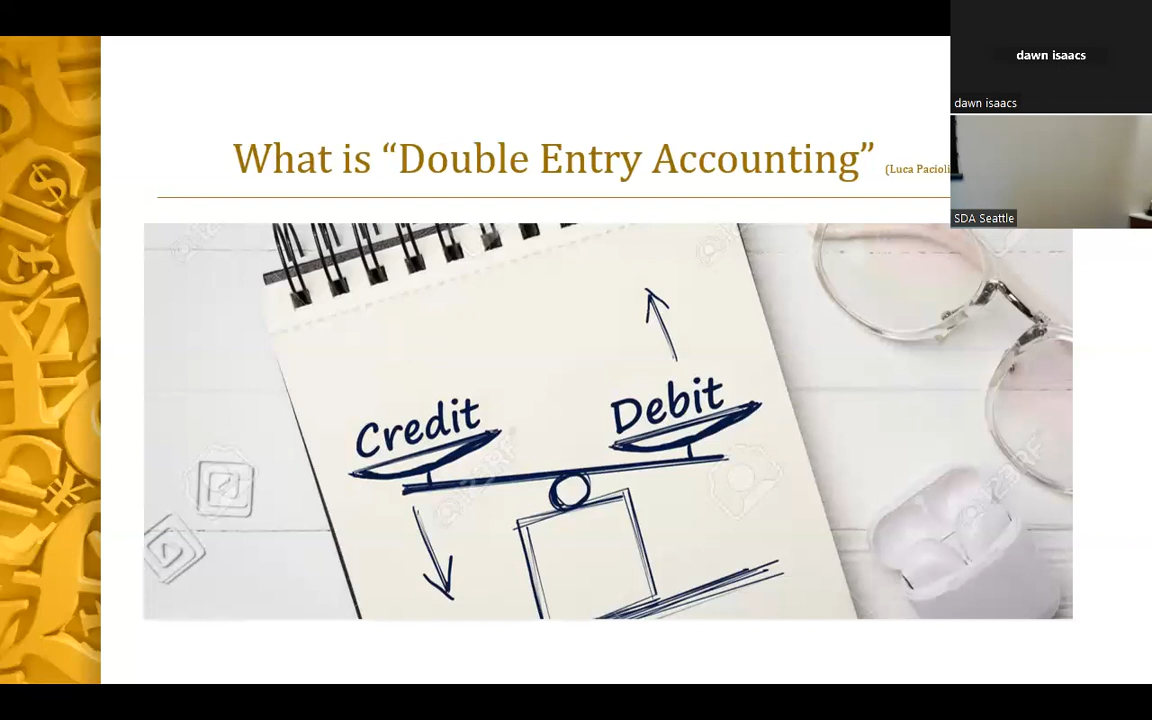 dawn isaacs
dawn isaacs
What is “Double Entry Accounting”
(Luca Pacioli
SDA Seattle
Credit
Debit